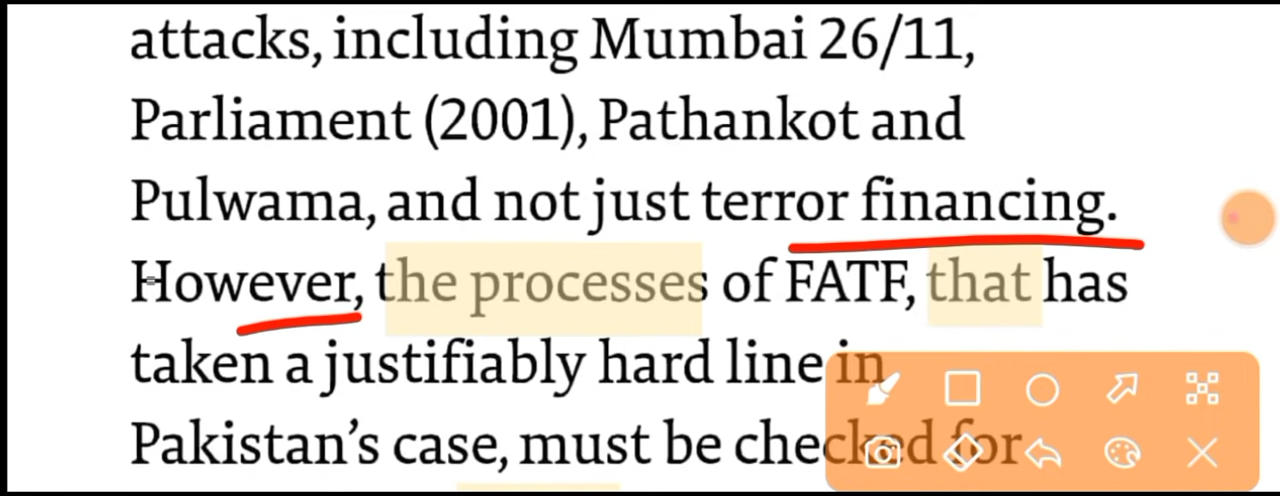 attacks, including Mumbai 26/11,
Parliament (2001), Pathankot and
Pulwama, and not just terror financing.
However, the processes of FATF, that has
taken a justifiably hard line in
Pakistan’s case, must be checked for